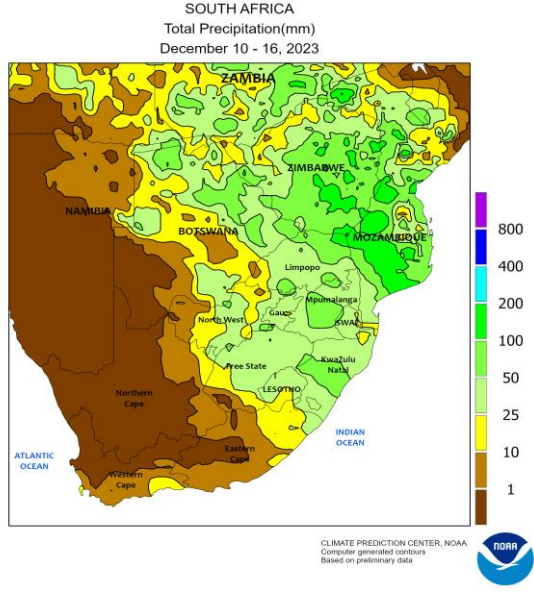 SOUTH AFRICA
Total Precipitation(mm)
December 10 - 16, 2023
ZAMBIA
ZIMBABWE
NAMIBIA
BOTSWANA
MOZAMBIQUE
Limpopo
Mpumalanga
North West
Gau
SWAZ
Free State
KwaZulu
Natal
LESOTHO
Northern
Cape
Eastern
Cape
Western
Cape
ATLANTIC
OCEAN
INDIAN
OCEAN
800
400
200
100
50
25
10
1
CLIMATE PREDICTION CENTER, NOAA
Computer generated contours
Based on preliminary data
NOAA